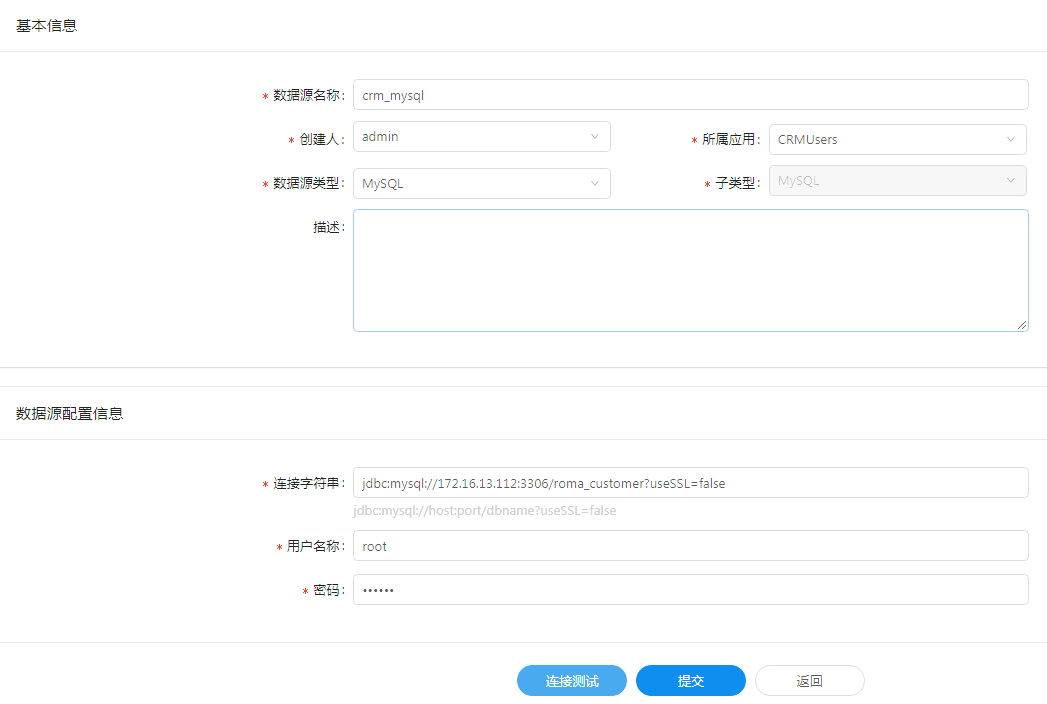 基本信息
* 数据源名称: crm_mysql
* 创建人: admin * 所属应用: CRMUsers
* 数据源类型: MySQL * 子类型: MySQL
描述:
数据源配置信息
* 连接字符串: jdbc:mysql://172.16.13.112:3306/roma_customer?useSSL=false
jdbc:mysql://host:port/dbname?useSSL=false
* 用户名称: root
* 密码: ••••••
连接测试 提交 返回